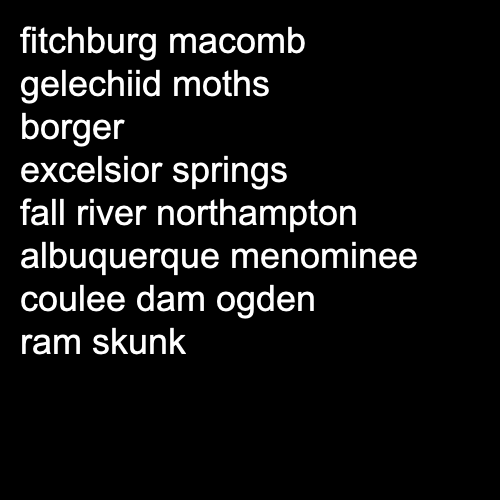 fitchburg macomb
gelechiid moths
borger
excelsior springs
fall river northampton
albuquerque menominee
coulee dam ogden
ram skunk